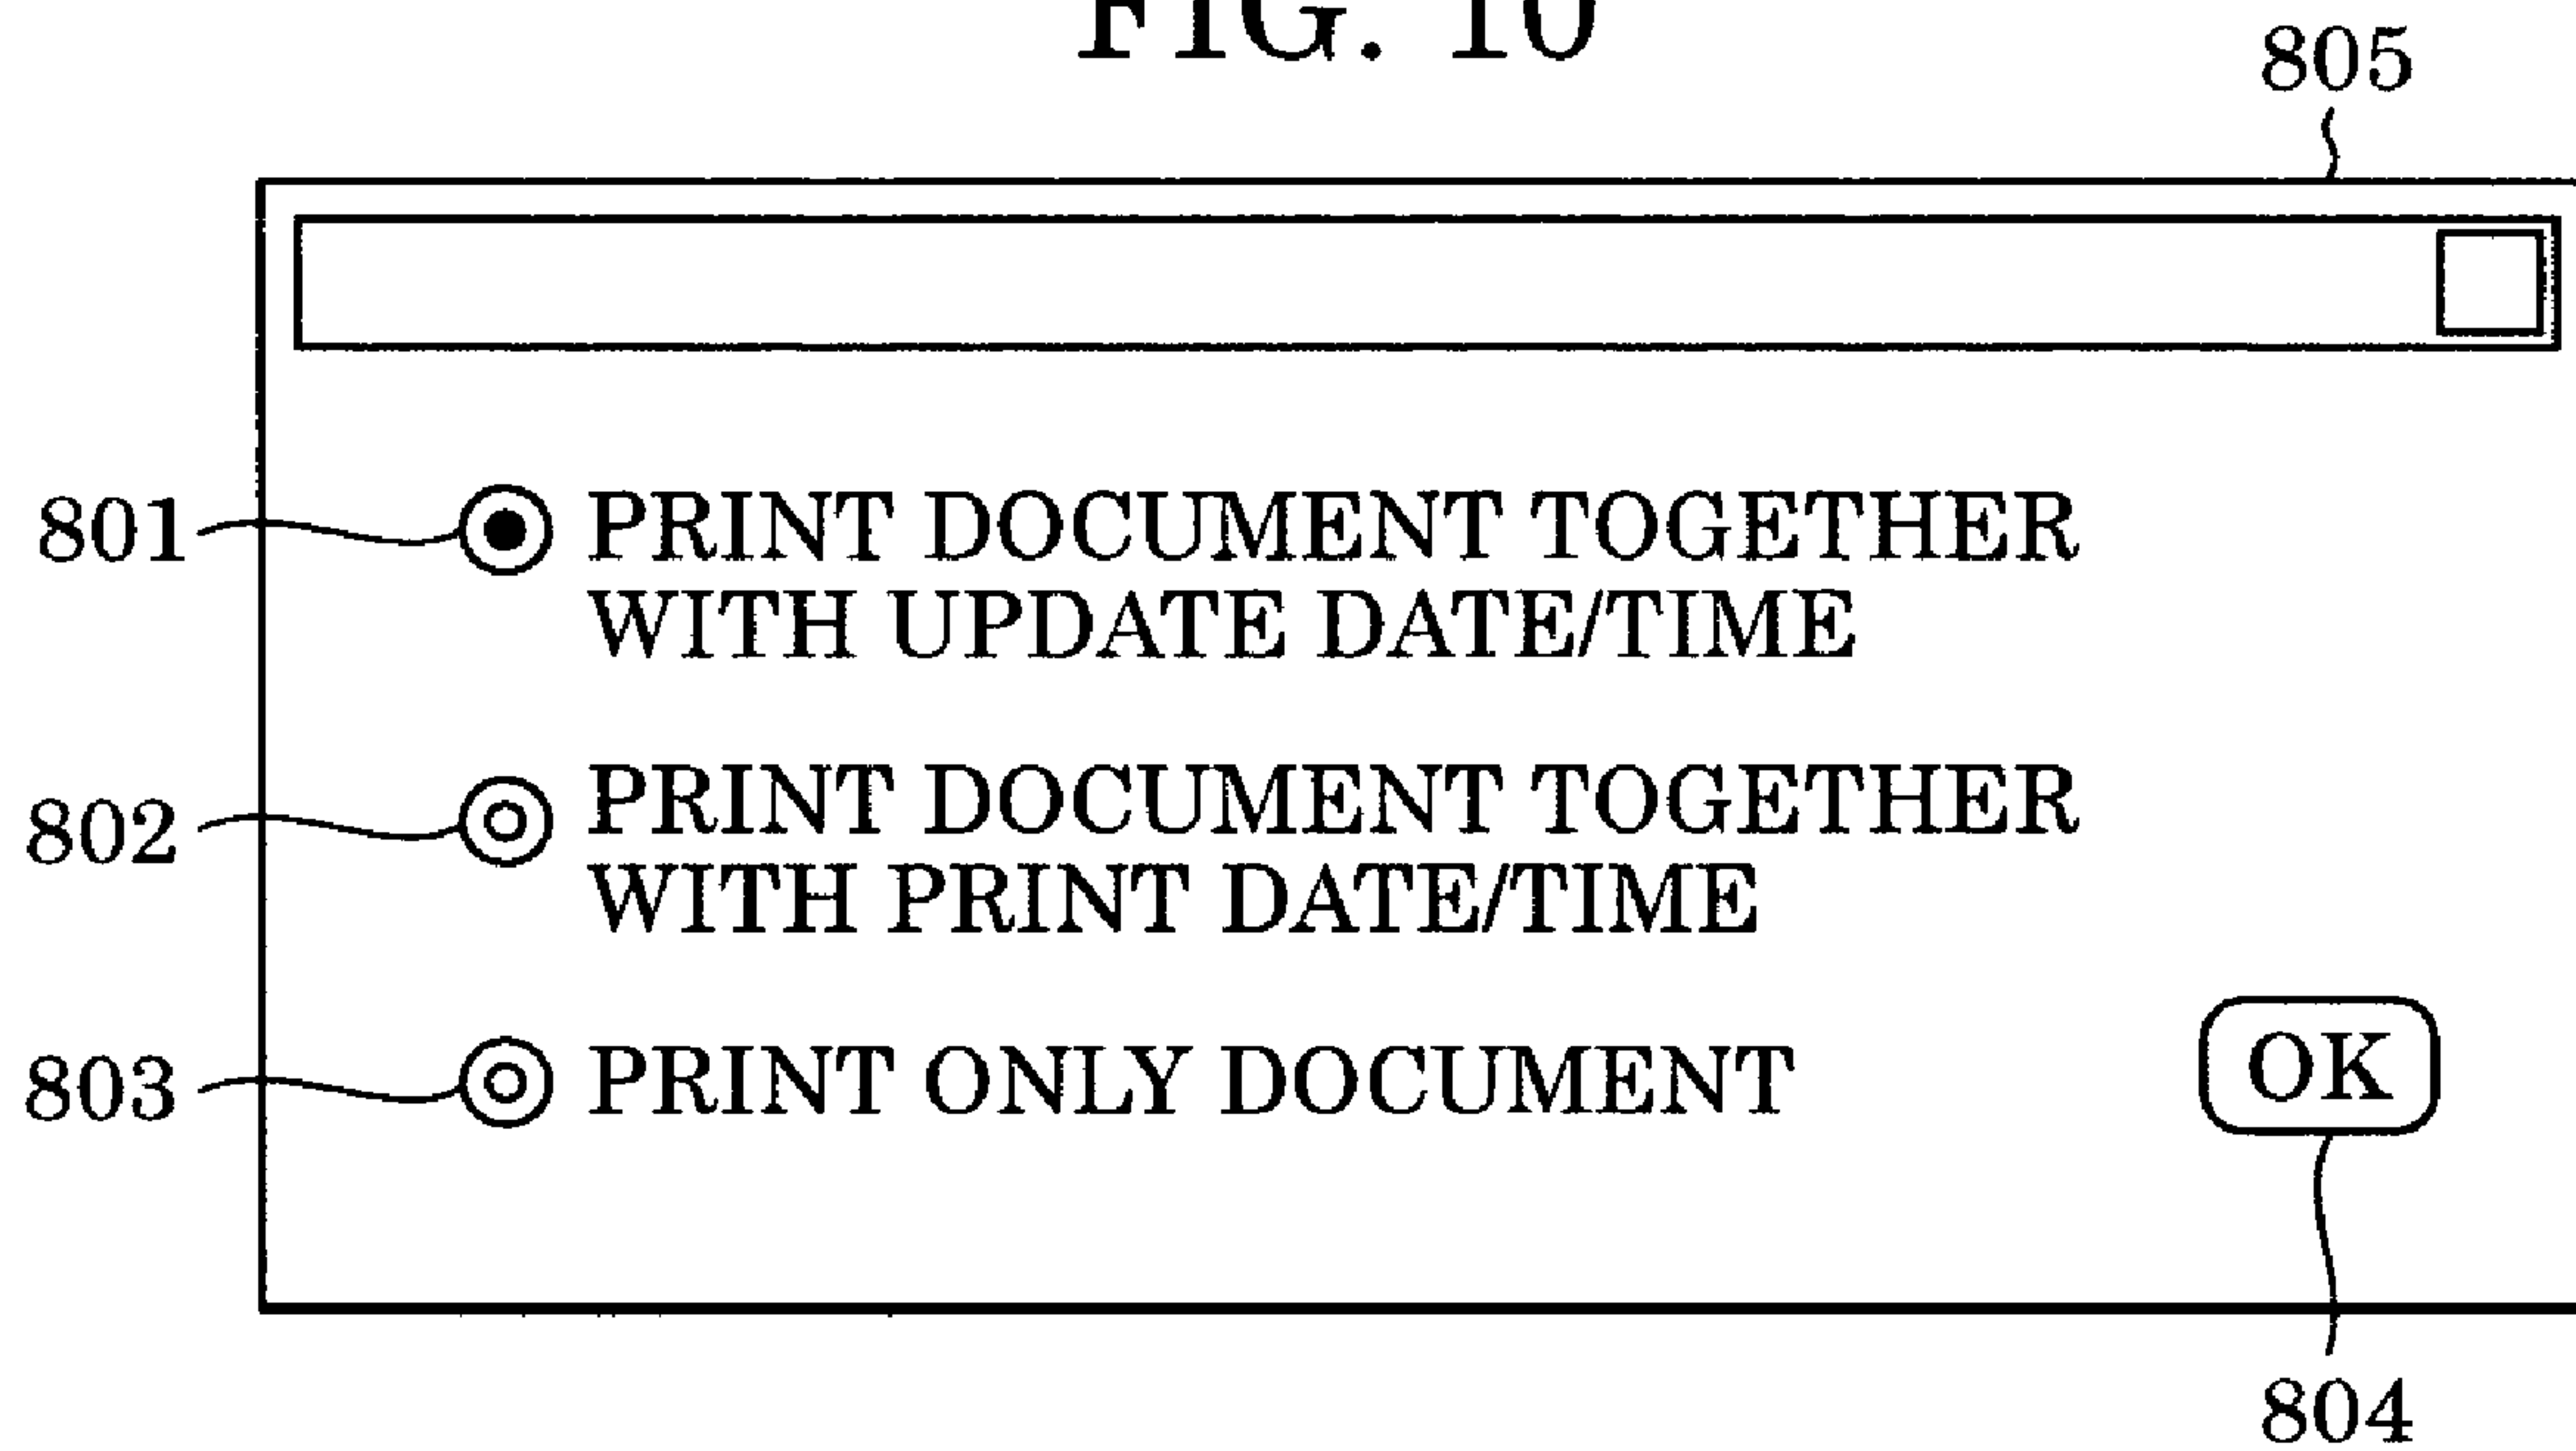 FIG. 10
805
801 PRINT DOCUMENT TOGETHER
WITH UPDATE DATE/TIME
802 PRINT DOCUMENT TOGETHER
WITH PRINT DATE/TIME
803 PRINT ONLY DOCUMENT OK
804